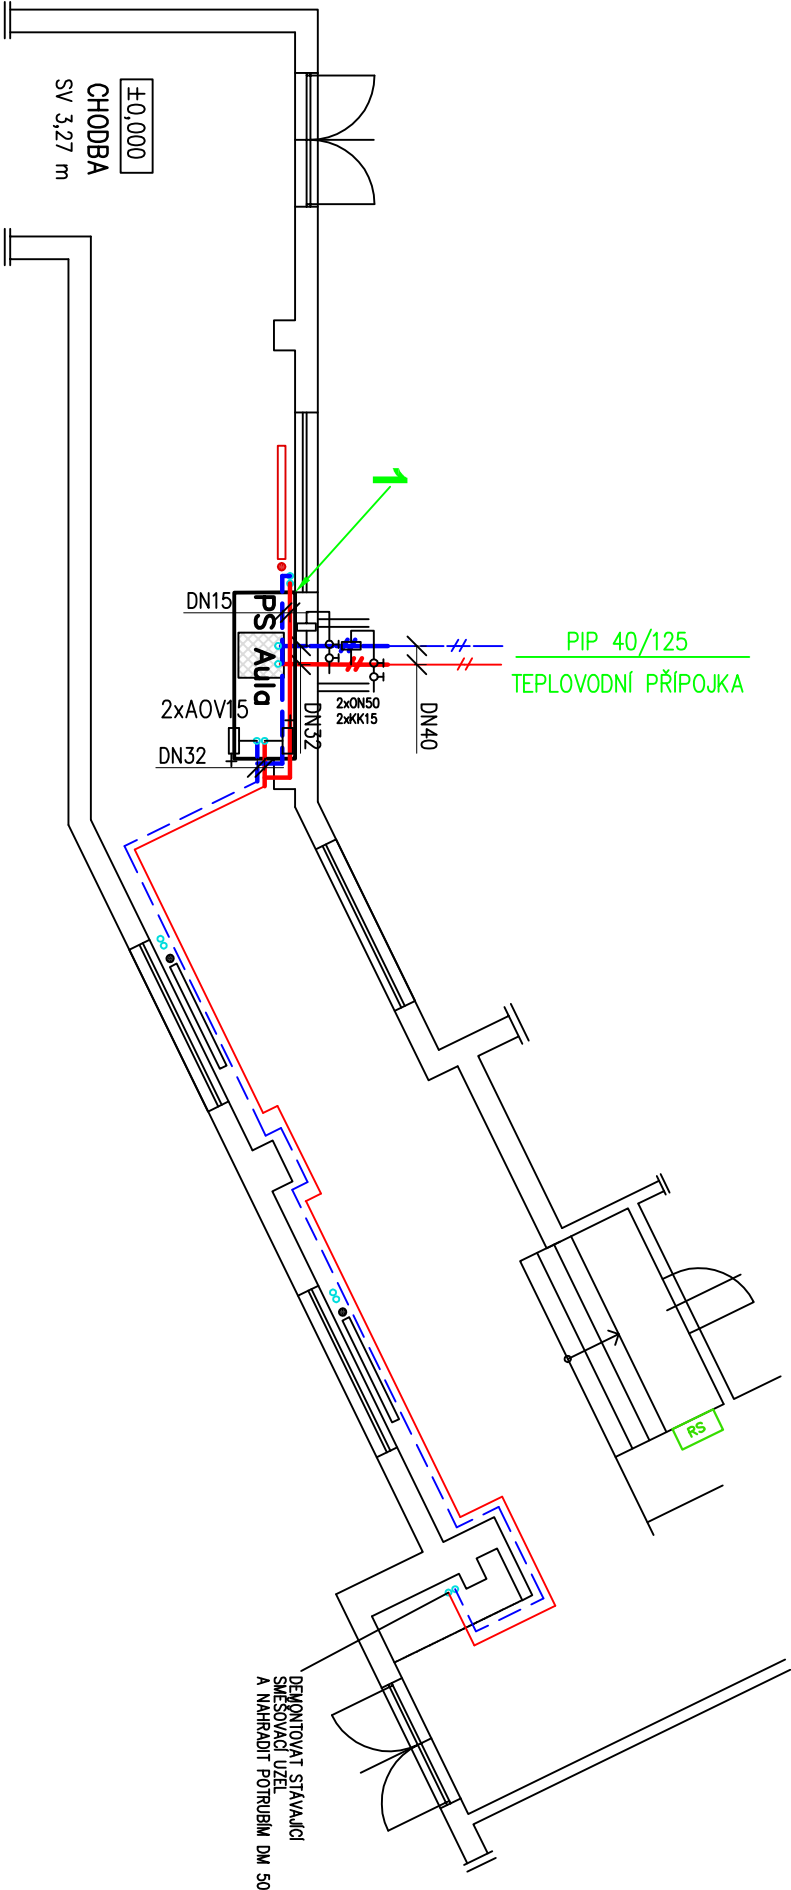 ±0,000
CHODBA
SV 3,27 m
1
DN15
PS Aula
PIP 40/125
TEPLOVODNÍ PŘÍPOJKA
2xAOV15
2xON50
2xKK15
DN32
DN40
DN32
RS
DEMONTOVAT STÁVAJÍCÍ
SMĚŠOVACÍ UZEL
A NAHRADIT POTRUBÍM DM 50